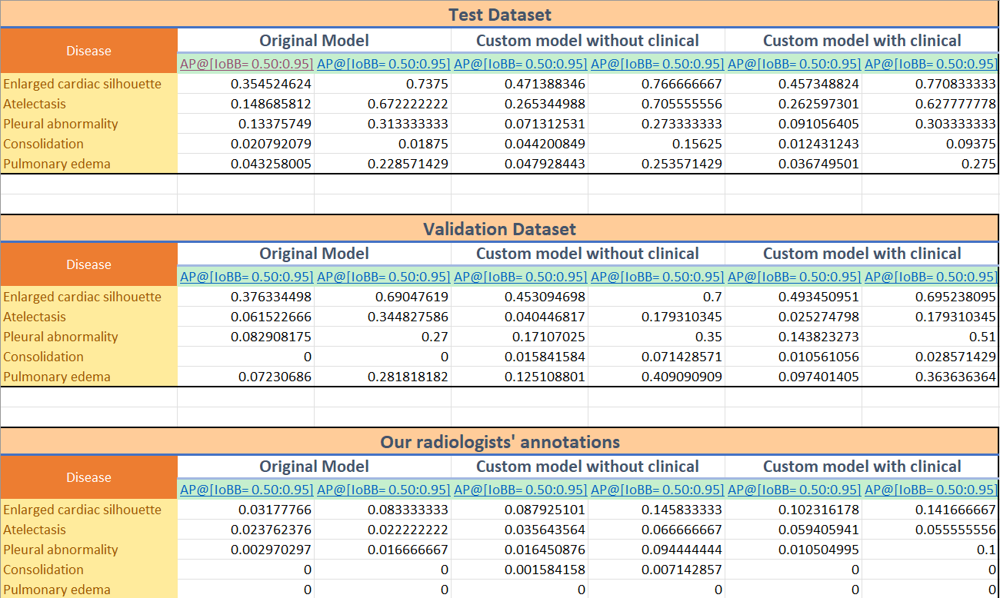 Test Dataset
Disease Original Model Custom model without clinical Custom model with clinical
AP@[IoBB= 0.50:0.95] AP@[IoBB= 0.50:0.95] AP@[IoBB= 0.50:0.95] AP@[IoBB= 0.50:0.95] AP@[IoBB= 0.50:0.95] AP@[IoBB= 0.50:0.95]
Enlarged cardiac silhouette 0.354524624 0.7375 0.471388346 0.766666667 0.457348824 0.770833333
Atelectasis 0.148685812 0.672222222 0.265344988 0.705555556 0.262597301 0.627777778
Pleural abnormality 0.13375749 0.313333333 0.071312531 0.273333333 0.091056405 0.303333333
Consolidation 0.020792079 0.01875 0.044200849 0.15625 0.012431243 0.09375
Pulmonary edema 0.043258005 0.228571429 0.047928443 0.253571429 0.036749501 0.275
Validation Dataset
Disease Original Model Custom model without clinical Custom model with clinical
AP@[IoBB= 0.50:0.95] AP@[IoBB= 0.50:0.95] AP@[IoBB= 0.50:0.95] AP@[IoBB= 0.50:0.95] AP@[IoBB= 0.50:0.95] AP@[IoBB= 0.50:0.95]
Enlarged cardiac silhouette 0.376334498 0.69047619 0.453094698 0.7 0.493450951 0.695238095
Atelectasis 0.061522666 0.344827586 0.040446817 0.179310345 0.025274798 0.179310345
Pleural abnormality 0.082908175 0.27 0.17107025 0.35 0.143823273 0.51
Consolidation 0 0 0.015841584 0.071428571 0.010561056 0.028571429
Pulmonary edema 0.07230686 0.281818182 0.125108801 0.409090909 0.097401405 0.363636364
Our radiologists' annotations
Disease Original Model Custom model without clinical Custom model with clinical
AP@[IoBB= 0.50:0.95] AP@[IoBB= 0.50:0.95] AP@[IoBB= 0.50:0.95] AP@[IoBB= 0.50:0.95] AP@[IoBB= 0.50:0.95] AP@[IoBB= 0.50:0.95]
Enlarged cardiac silhouette 0.03177766 0.083333333 0.087925101 0.145833333 0.102316178 0.141666667
Atelectasis 0.023762376 0.022222222 0.035643564 0.066666667 0.059405941 0.055555556
Pleural abnormality 0.002970297 0.016666667 0.016450876 0.094444444 0.010504995 0.1
Consolidation 0 0 0.001584158 0.007142857 0 0
Pulmonary edema 0 0 0 0 0 0